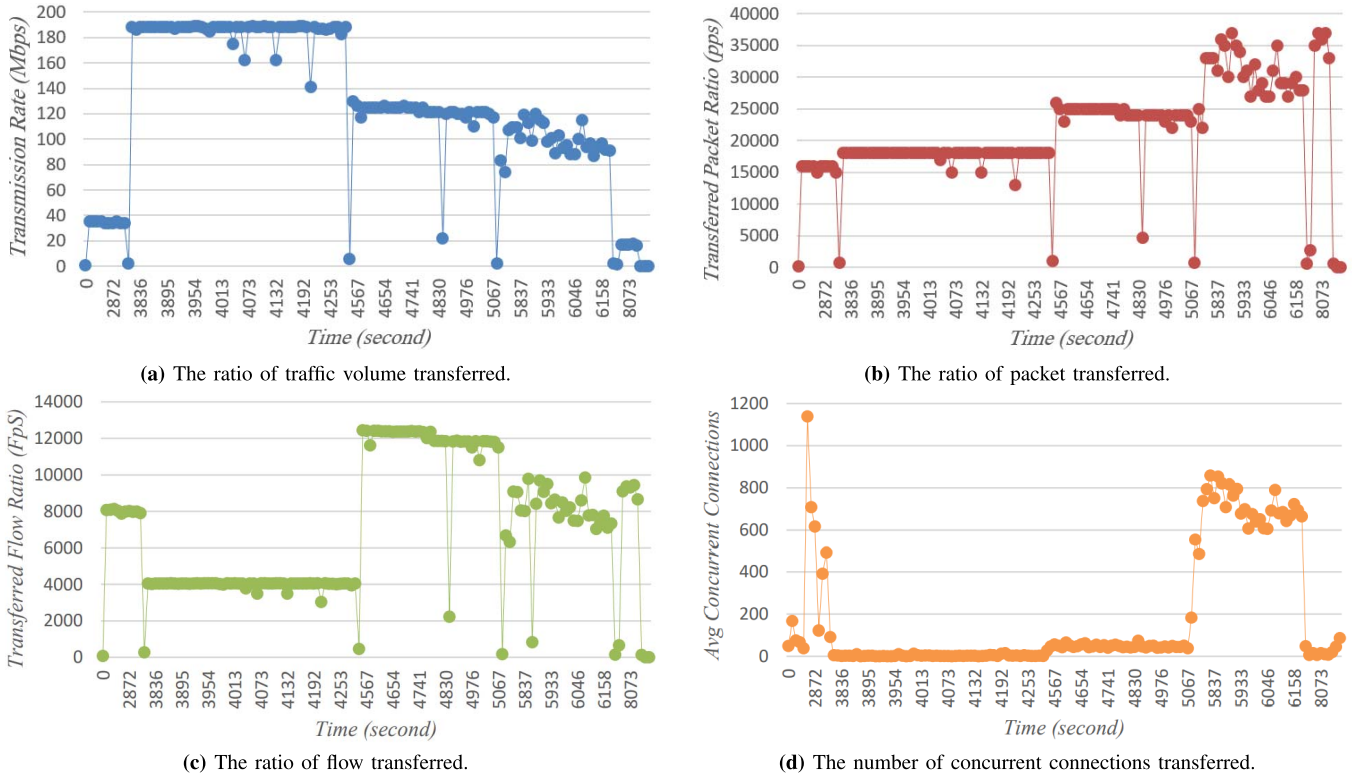 200
180
160
140
120
100
80
60
40
20
0
Transmission Rate (Mbps)
0 2872 3836 3895 3954 4013 4073 4132 4192 4253 4567 4654 4741 4830 4976 5067 5837 5933 6046 6158 8073
Time (second)
(a) The ratio of traffic volume transferred.
40000
35000
30000
25000
20000
15000
10000
5000
0
Transferred Packet Ratio (pps)
0 2872 3836 3895 3954 4013 4073 4132 4192 4253 4567 4654 4741 4830 4976 5067 5837 5933 6046 6158 8073
Time (second)
(b) The ratio of packet transferred.
14000
12000
10000
8000
6000
4000
2000
0
Transferred Flow Ratio (FpS)
0 2872 3836 3895 3954 4013 4073 4132 4192 4253 4567 4654 4741 4830 4976 5067 5837 5933 6046 6158 8073
Time (second)
(c) The ratio of flow transferred.
1200
1000
800
600
400
200
0
Avg Concurrent Connections
0 2872 3836 3895 3954 4013 4073 4132 4192 4253 4567 4654 4741 4830 4976 5067 5837 5933 6046 6158 8073
Time (second)
(d) The number of concurrent connections transferred.